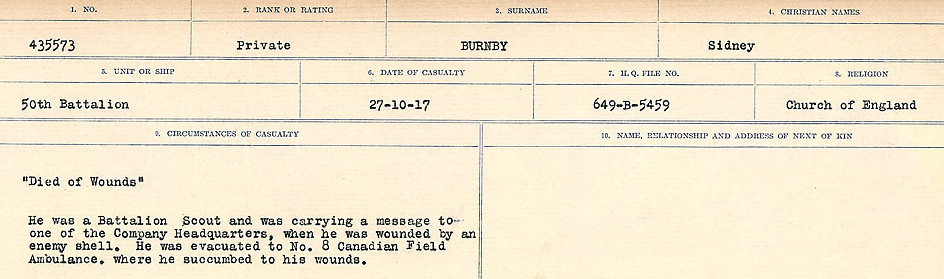 1. NO. 2. RANK OR RATING 3. SURNAME 4. CHRISTIAN NAMES
435573 Private BURNBY Sidney
5. UNIT OR SHIP 6. DATE OF CASUALTY 7. H.Q. FILE NO. 8. RELIGION
50th Battalion 27-10-17 649-B-5459 Church of England
9. CIRCUMSTANCES OF CASUALTY 10. NAME, RELATIONSHIP AND ADDRESS OF NEXT OF KIN
"Died of Wounds"
He was a Battalion Scout and was carrying a message to
one of the Company Headquarters, when he was wounded by an
enemy shell. He was evacuated to No. 8 Canadian Field
Ambulance. where he succumbed to his wounds.